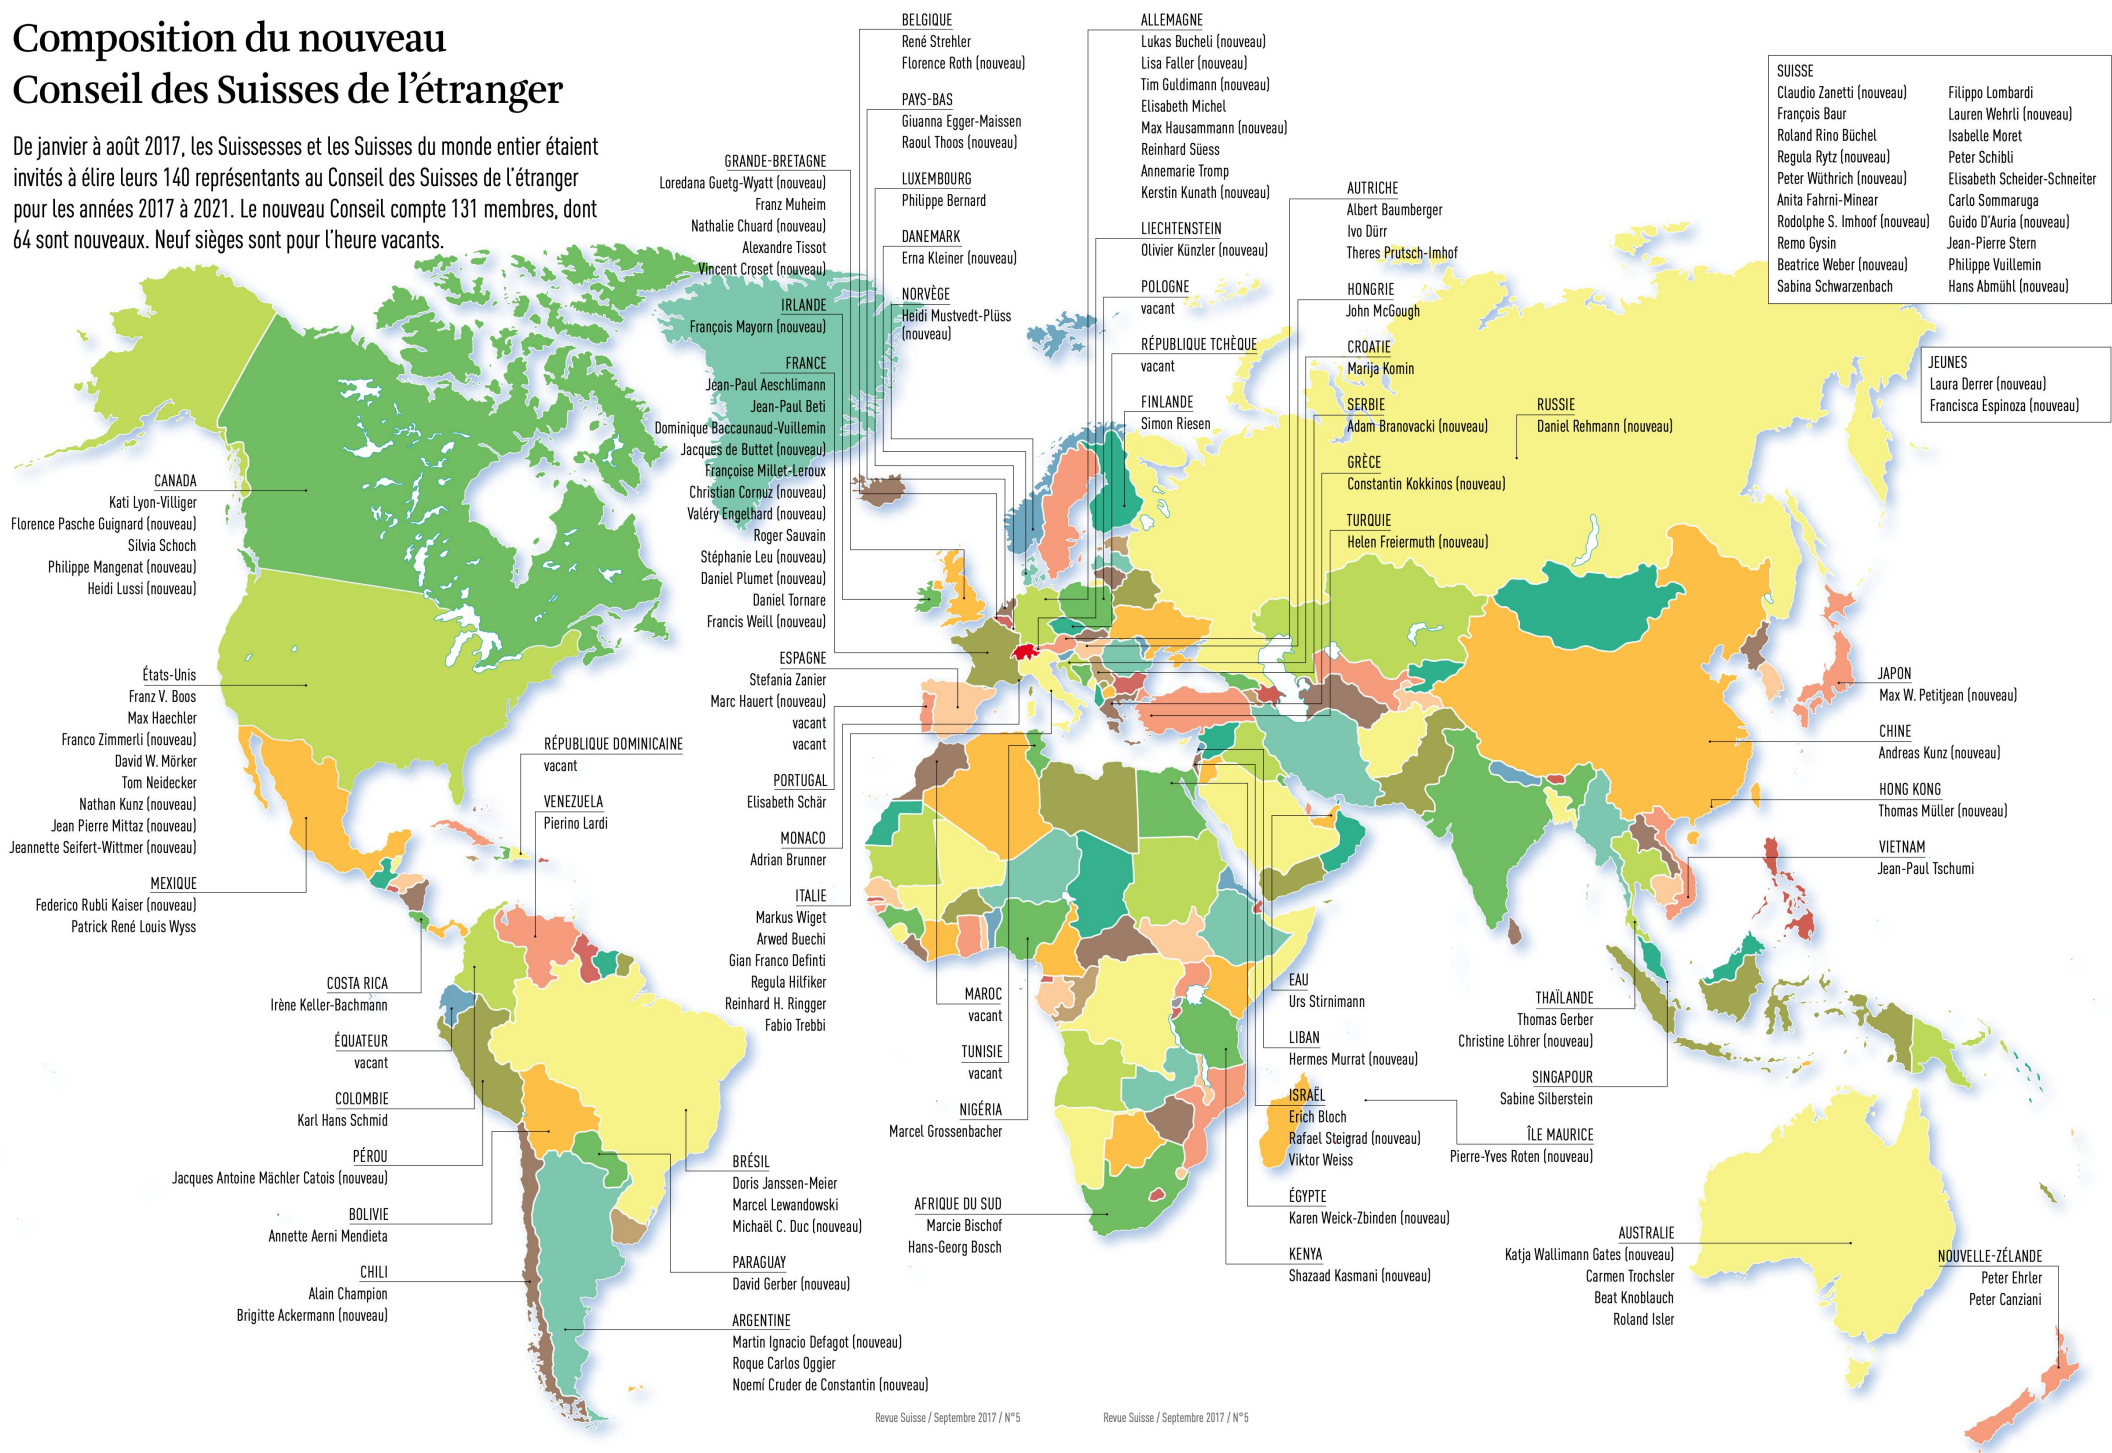 Composition du nouveau
Conseil des Suisses de l’étranger
De janvier à août 2017, les Suissesses et les Suisses du monde entier étaient
invités à élire leurs 140 représentants au Conseil des Suisses de l’étranger
pour les années 2017 à 2021. Le nouveau Conseil compte 131 membres, dont
64 sont nouveaux. Neuf sièges sont pour l’heure vacants.
CANADA
Kati Lyon-Villiger
Florence Pasche Guignard (nouveau)
Silvia Schoch
Philippe Mangenat (nouveau)
Heidi Lussi (nouveau)
États-Unis
Franz V. Boos
Max Haechler
Franco Zimmerli (nouveau)
David W. Mörker
Tom Neidecker
Nathan Kunz (nouveau)
Jean Pierre Mittaz (nouveau)
Jeannette Seifert-Wittmer (nouveau)
MEXIQUE
Federico Rubli Kaiser (nouveau)
Patrick René Louis Wyss
RÉPUBLIQUE DOMINICAINE
vacant
VENEZUELA
Pierino Lardi
COSTA RICA
Irène Keller-Bachmann
ÉQUATEUR
vacant
COLOMBIE
Karl Hans Schmid
PÉROU
Jacques Antoine Mächler Catois (nouveau)
BOLIVIE
Annette Aerni Mendieta
CHILI
Alain Champion
Brigitte Ackermann (nouveau)
BRÉSIL
Doris Janssen-Meier
Marcel Lewandowski
Michaël C. Duc (nouveau)
PARAGUAY
David Gerber (nouveau)
ARGENTINE
Martin Ignacio Defagot (nouveau)
Roque Carlos Oggier
Noemí Cruder de Constantin (nouveau)
GRANDE-BRETAGNE
Loredana Guetg-Wyatt (nouveau)
Franz Muheim
Nathalie Chuard (nouveau)
Alexandre Tissot
Vincent Croset (nouveau)
IRLANDE
François Mayorn (nouveau)
FRANCE
Jean-Paul Aeschlimann
Jean-Paul Beti
Dominique Baccaunaud-Vuillemin
Jacques de Buttet (nouveau)
Françoise Millet-Leroux
Christian Cornuz (nouveau)
Valéry Engelhard (nouveau)
Roger Sauvain
Stéphanie Leu (nouveau)
Daniel Plumet (nouveau)
Daniel Tornare
Francis Weill (nouveau)
ESPAGNE
Stefania Zanier
Marc Hauert (nouveau)
vacant
vacant
PORTUGAL
Elisabeth Schär
MONACO
Adrian Brunner
ITALIE
Markus Wiget
Arwed Buechi
Gian Franco Definti
Regula Hilfiker
Reinhard H. Ringger
Fabio Trebbi
BELGIQUE
René Strehler
Florence Roth (nouveau)
PAYS-BAS
Giuanna Egger-Maissen
Raoul Thoos (nouveau)
LUXEMBOURG
Philippe Bernard
DANEMARK
Erna Kleiner (nouveau)
NORVÈGE
Heidi Mustvedt-Plüss
(nouveau)
ALLEMAGNE
Lukas Bucheli (nouveau)
Lisa Faller (nouveau)
Tim Guldimann (nouveau)
Elisabeth Michel
Max Hausammann (nouveau)
Reinhard Süess
Annemarie Tromp
Kerstin Kunath (nouveau)
LIECHTENSTEIN
Olivier Künzler (nouveau)
POLOGNE
vacant
RÉPUBLIQUE TCHÈQUE
vacant
FINLANDE
Simon Riesen
AUTRICHE
Albert Baumberger
Ivo Dürr
Theres Prutsch-Imhof
HONGRIE
John McGough
CROATIE
Marija Komin
SERBIE
Adam Branovacki (nouveau)
GRÈCE
Constantin Kokkinos (nouveau)
TURQUIE
Helen Freiermuth (nouveau)
RUSSIE
Daniel Rehmann (nouveau)
SUISSE
Claudio Zanetti (nouveau)
François Baur
Roland Rino Büchel
Regula Rytz (nouveau)
Peter Wüthrich (nouveau)
Anita Fahrni-Minear
Rodolphe S. Imhoof (nouveau)
Remo Gysin
Beatrice Weber (nouveau)
Sabina Schwarzenbach
Filippo Lombardi
Lauren Wehrli (nouveau)
Isabelle Moret
Peter Schibli
Elisabeth Scheider-Schneiter
Carlo Sommaruga
Guido D’Auria (nouveau)
Jean-Pierre Stern
Philippe Vuillemin
Hans Abmühl (nouveau)
JEUNES
Laura Derrer (nouveau)
Francisca Espinoza (nouveau)
JAPON
Max W. Petitjean (nouveau)
CHINE
Andreas Kunz (nouveau)
HONG KONG
Thomas Müller (nouveau)
VIETNAM
Jean-Paul Tschumi
MAROC
vacant
TUNISIE
vacant
NIGÉRIA
Marcel Grossenbacher
AFRIQUE DU SUD
Marcie Bischof
Hans-Georg Bosch
EAU
Urs Stirnimann
LIBAN
Hermes Murrat (nouveau)
ISRAËL
Erich Bloch
Rafael Steigrad (nouveau)
Viktor Weiss
ÉGYPTE
Karen Weick-Zbinden (nouveau)
KENYA
Shazaad Kasmani (nouveau)
THAÏLANDE
Thomas Gerber
Christine Löhrer (nouveau)
SINGAPOUR
Sabine Silberstein
ÎLE MAURICE
Pierre-Yves Roten (nouveau)
AUSTRALIE
Katja Wallimann Gates (nouveau)
Carmen Trochsler
Beat Knoblauch
Roland Isler
NOUVELLE-ZÉLANDE
Peter Ehrler
Peter Canziani
Revue Suisse / Septembre 2017 / N°5
Revue Suisse / Septembre 2017 / N°5